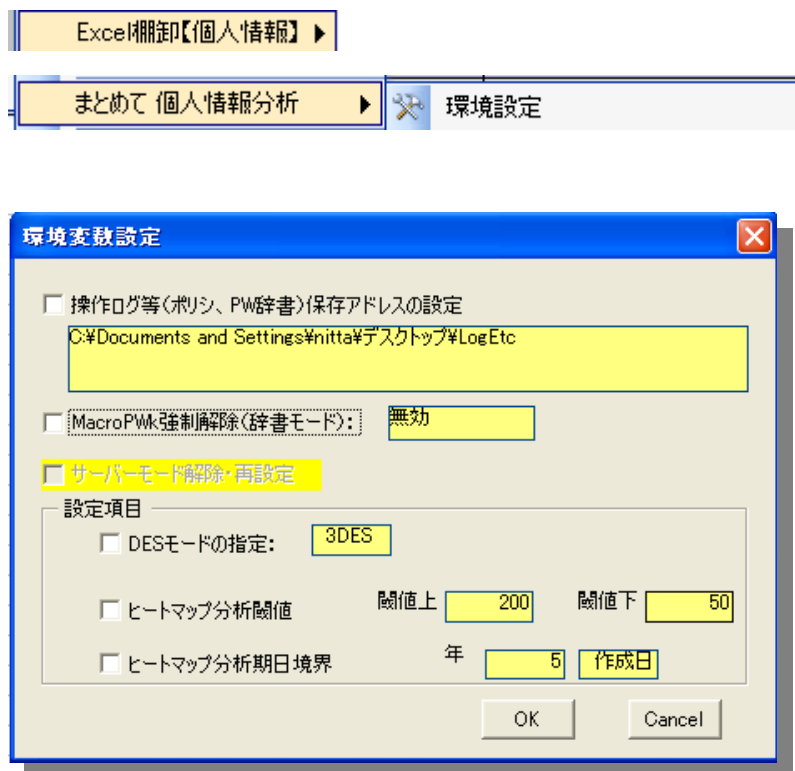 Excel棚卸【個人情報】
まとめて 個人情報分析 環境設定
環境変数設定
操作ログ等(ポリシ、PW辞書)保存アドレスの設定
C:¥Documents and Settings¥nitta¥デスクトップ¥LogEtc
MacroPWk強制解除(辞書モード): 無効
サーバーモード解除・再設定
設定項目
DESモードの指定: 3DES
ヒートマップ分析閾値 閾値上 200 閾値下 50
ヒートマップ分析期日境界 年 5 作成日
OK Cancel